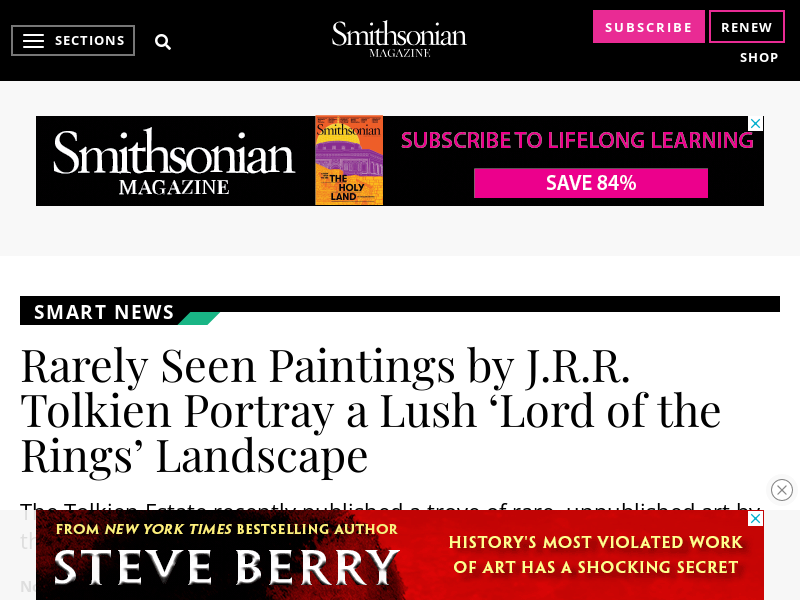 SECTIONS
Smithsonian
MAGAZINE
SUBSCRIBE
RENEW
SHOP
Smithsonian
MAGAZINE
Smithsonian
THE
HOLY
LAND
SUBSCRIBE TO LIFELONG LEARNING
SAVE 84%
SMART NEWS
Rarely Seen Paintings by J.R.R.
Tolkien Portray a Lush ‘Lord of the
Rings’ Landscape
The Tolkien Estate recently published a trove of rare, unpublished art by
FROM NEW YORK TIMES BESTSELLING AUTHOR
STEVE BERRY
HISTORY'S MOST VIOLATED WORK
OF ART HAS A SHOCKING SECRET